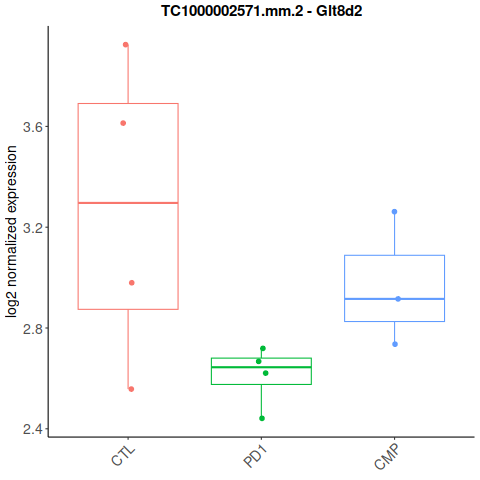 TC1000002571.mm.2 - Glt8d2
log2 normalized expression
3.6
3.2
2.8
2.4
CTL
PD1
CMP